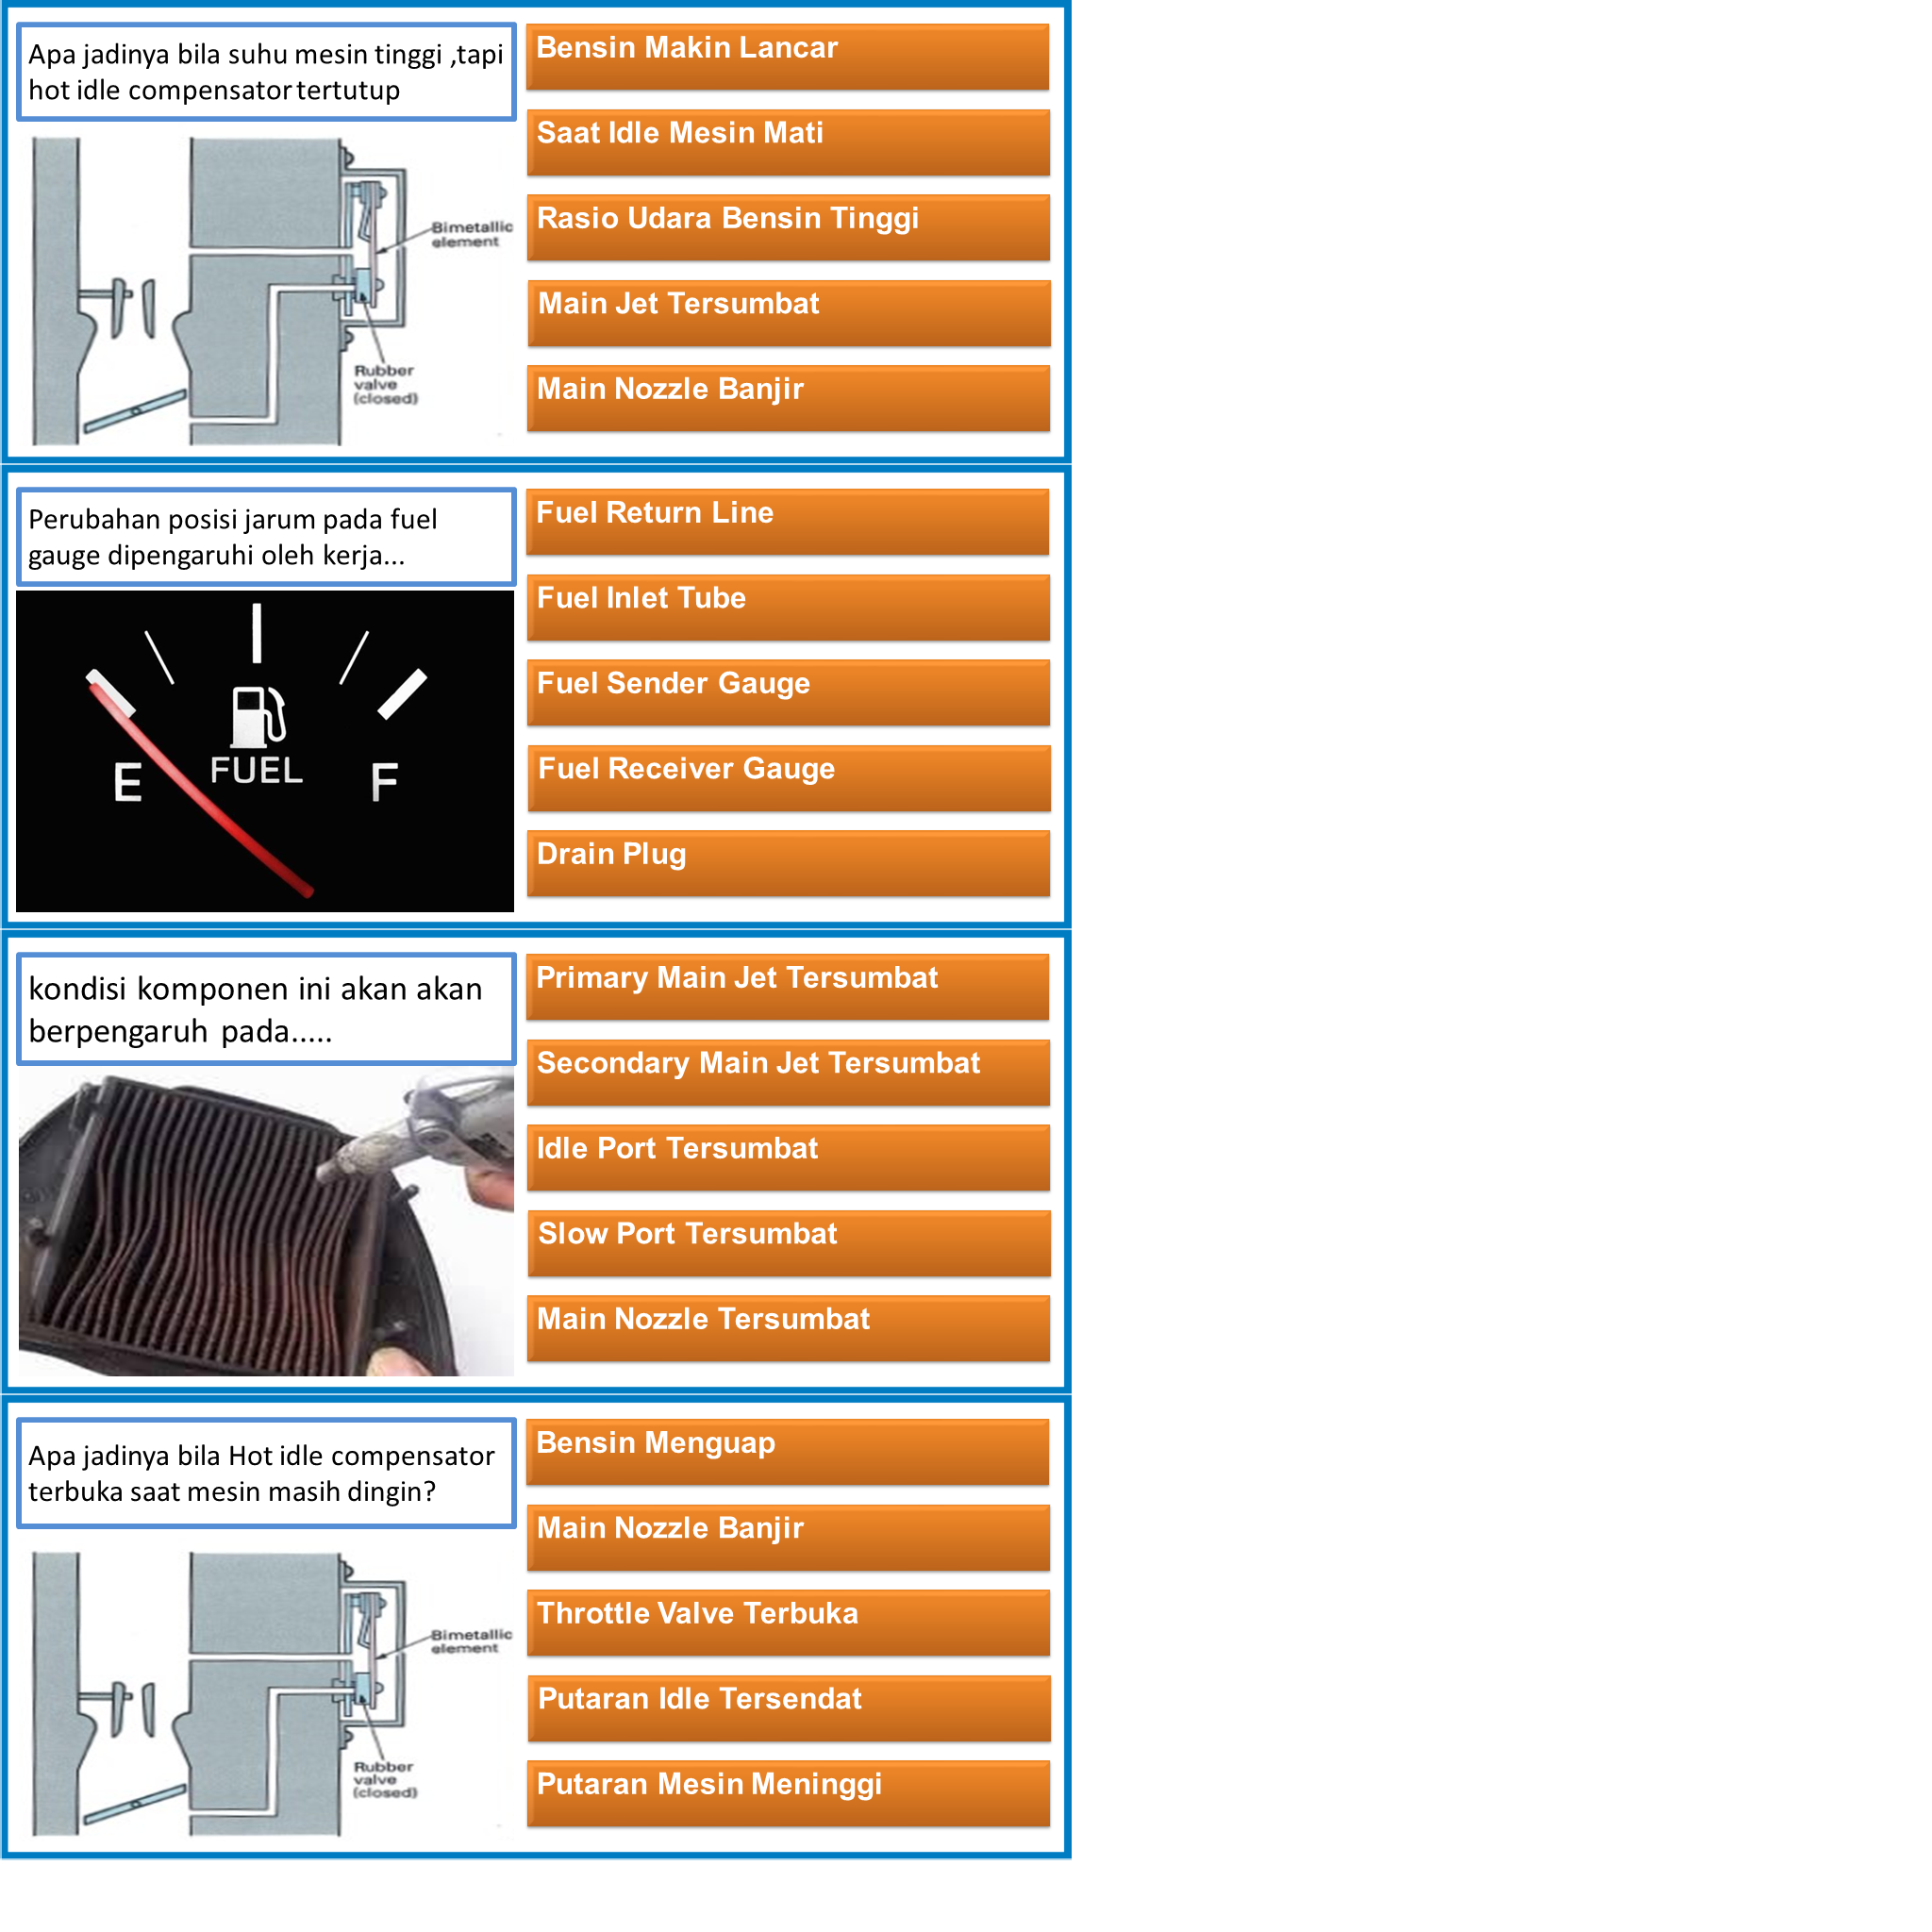 Apa jadinya bila suhu mesin tinggi ,tapi
hot idle compensator tertutup
Bimetallic
element
Rubber
valve
(closed)
Bensin Makin Lancar
Saat Idle Mesin Mati
Rasio Udara Bensin Tinggi
Main Jet Tersumbat
Main Nozzle Banjir
Perubahan posisi jarum pada fuel
gauge dipengaruhi oleh kerja...
E
FUEL
F
Fuel Return Line
Fuel Inlet Tube
Fuel Sender Gauge
Fuel Receiver Gauge
Drain Plug
kondisi komponen ini akan akan
berpengaruh pada.....
Primary Main Jet Tersumbat
Secondary Main Jet Tersumbat
Idle Port Tersumbat
Slow Port Tersumbat
Main Nozzle Tersumbat
Apa jadinya bila Hot idle compensator
terbuka saat mesin masih dingin?
Bimetallic
element
Rubber
valve
(closed)
Bensin Menguap
Main Nozzle Banjir
Throttle Valve Terbuka
Putaran Idle Tersendat
Putaran Mesin Meninggi